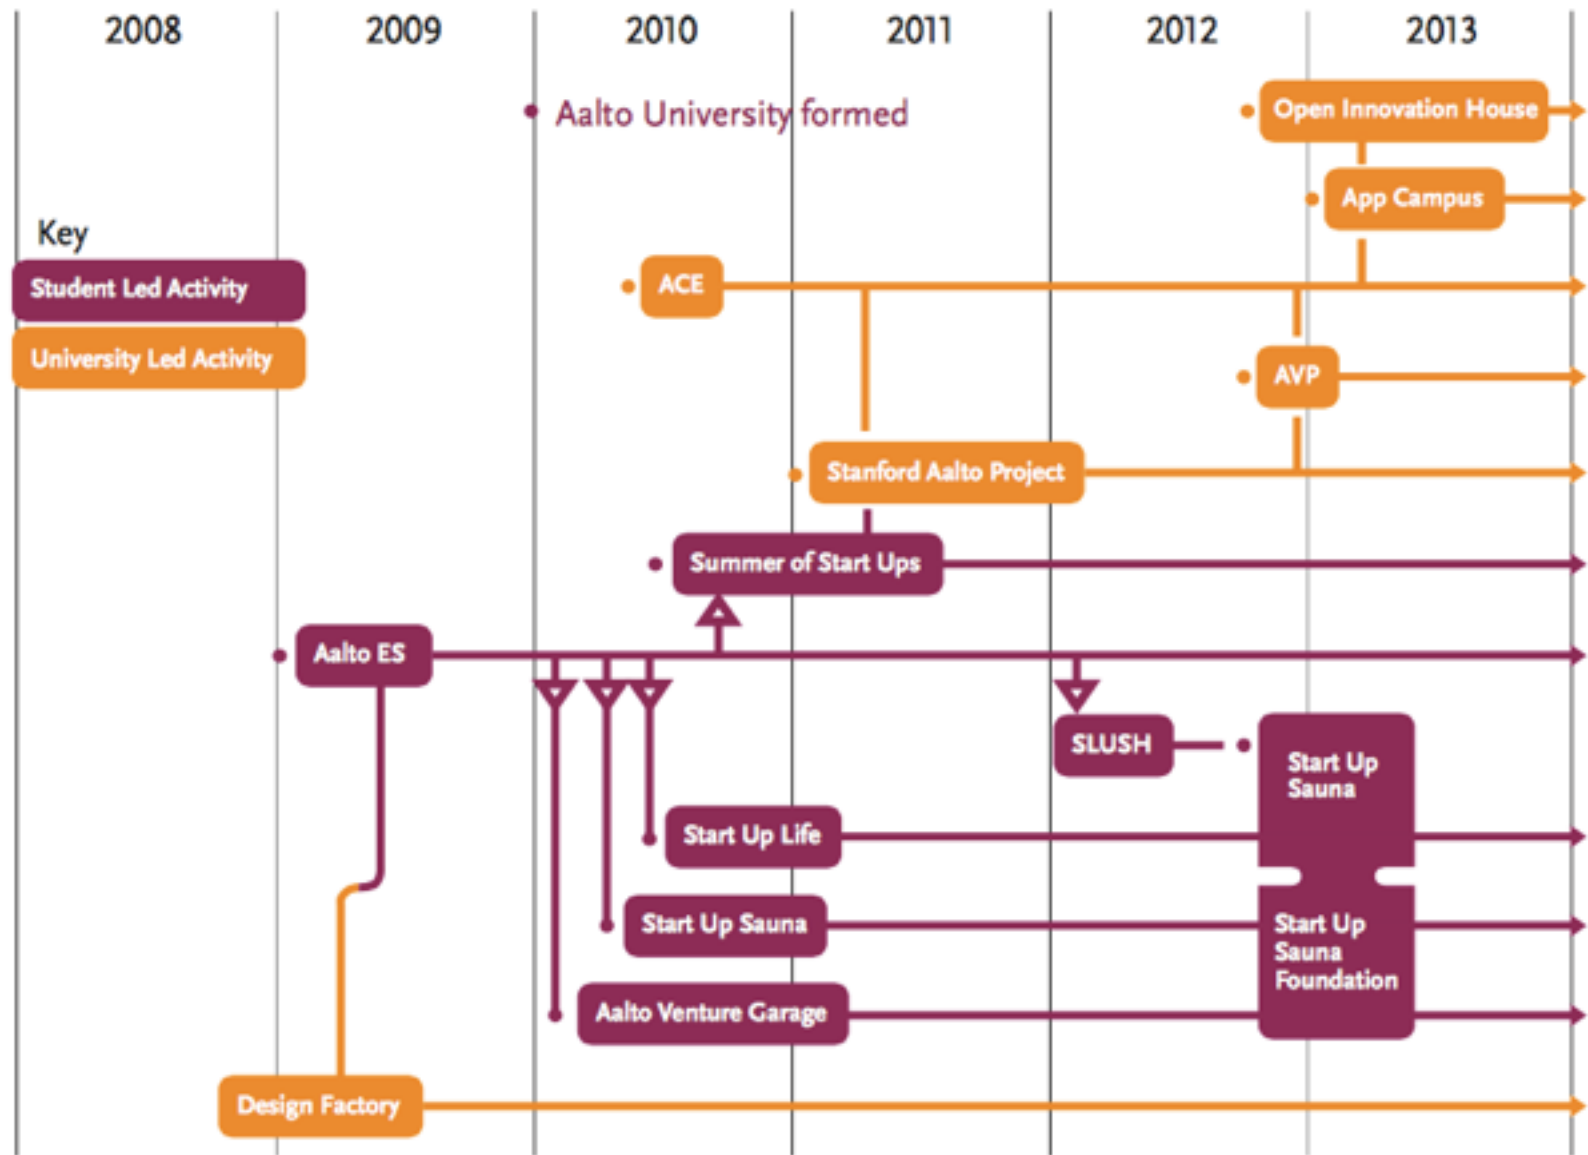 2008 2009 2010 2011 2012 2013
Aalto University formed
Open Innovation House
App Campus
Key
Student Led Activity
University Led Activity
ACE
AVP
Stanford Aalto Project
Summer of Start Ups
Aalto ES
SLUSH
Start Up
Sauna
Start Up Life
Start Up Sauna
Start Up
Sauna
Foundation
Aalto Venture Garage
Design Factory